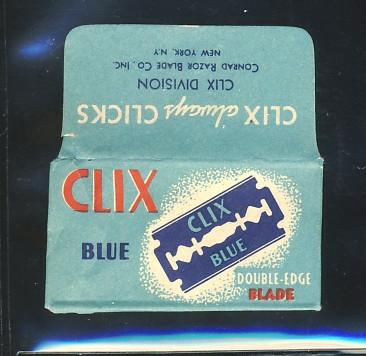 CLIX always CLICKS
CLIX DIVISION
CONRAD RAZOR BLADE CO., INC.
NEW YORK, N.Y.
CLIX
BLUE
CLIX
BLUE
DOUBLE-EDGE
BLADE